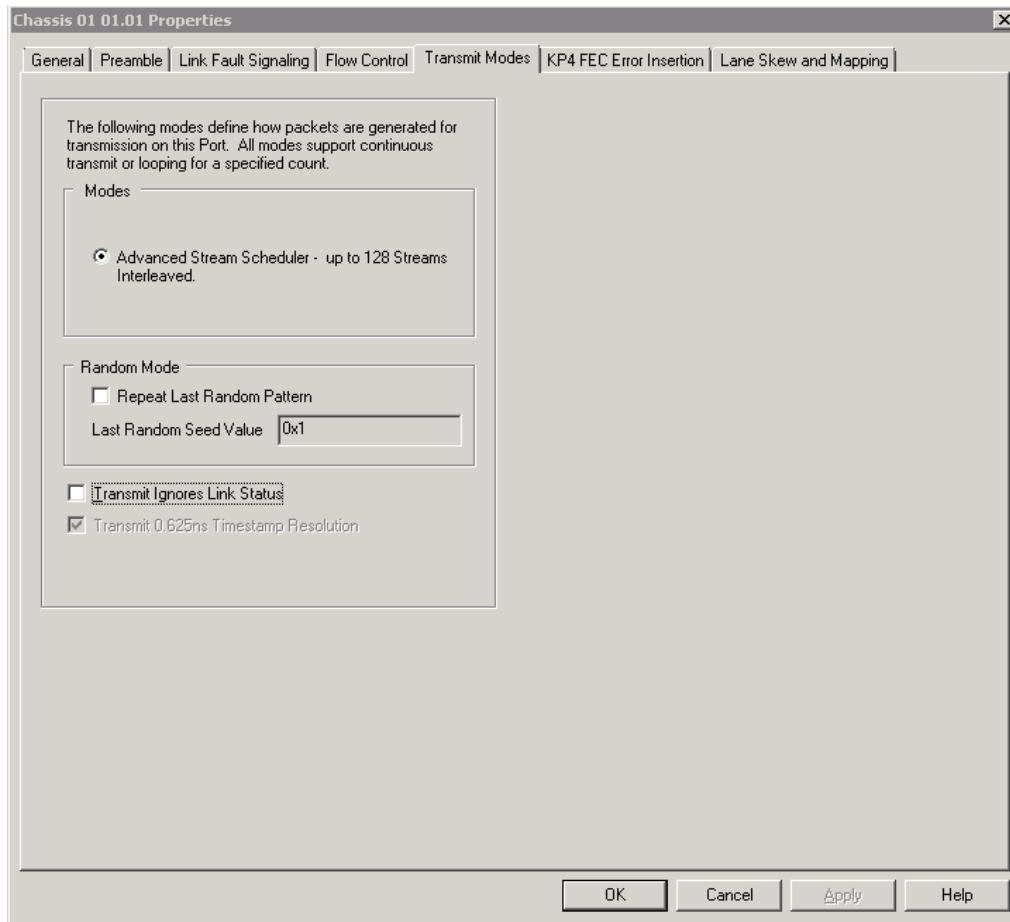 Chassis 01 01.01 Properties
General Preamble Link Fault Signaling Flow Control Transmit Modes KP4 FEC Error Insertion Lane Skew and Mapping
The following modes define how packets are generated for
transmission on this Port. All modes support continuous
transmit or looping for a specified count.
Modes
Advanced Stream Scheduler - up to 128 Streams
Interleaved.
Random Mode
Repeat Last Random Pattern
Last Random Seed Value 0x1
Transmit Ignores Link Status
Transmit 0.625ns Timestamp Resolution
OK Cancel Apply Help